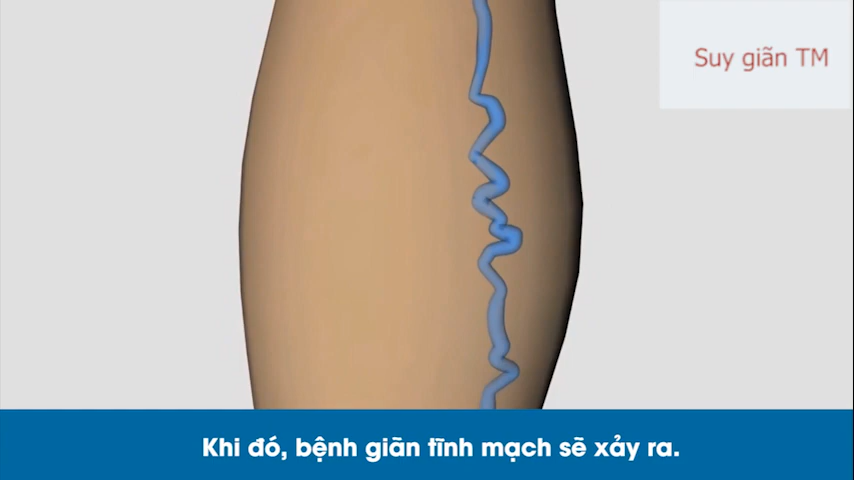 Suy giãn TM
Khi đó, bệnh giãn tĩnh mạch sẽ xảy ra.